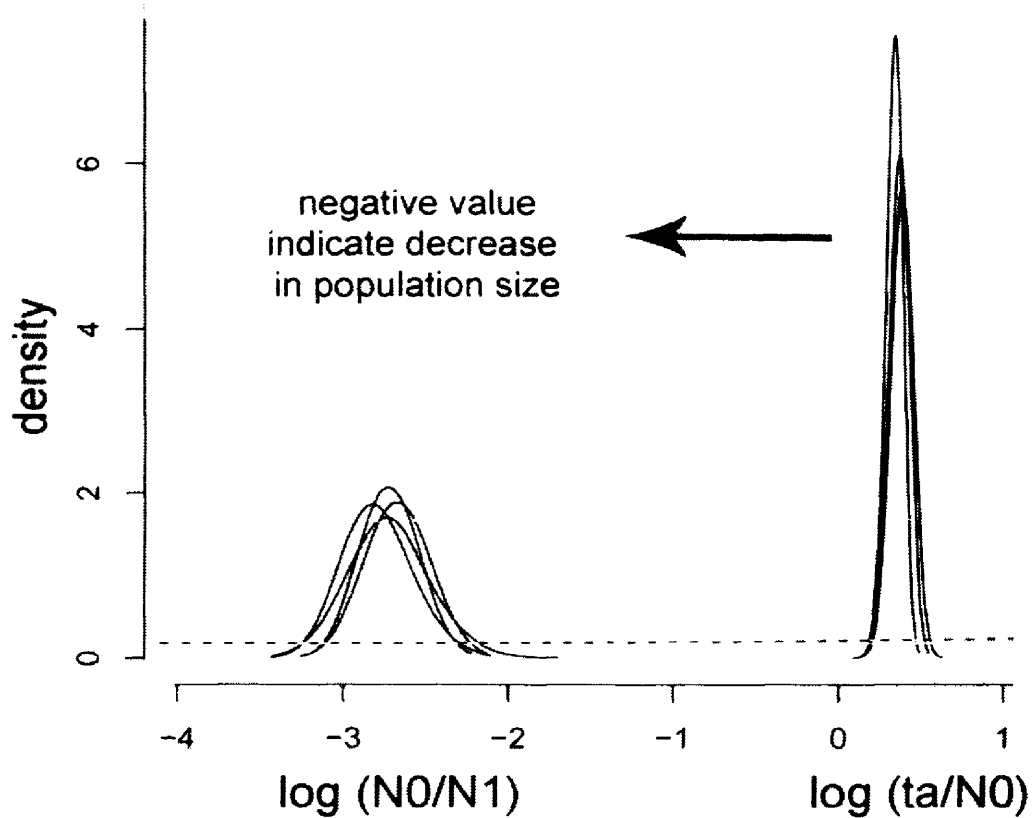 6
4
2
0
density
negative value
indicate decrease
in population size
−4 −3 −2 −1 0 1
log (N0/N1) log (ta/N0)